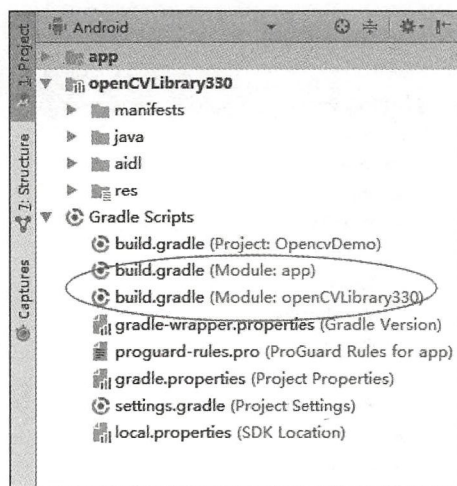 Android
1: Project
app
openCVLibrary330
manifests
java
aidl
res
7: Structure
Gradle Scripts
build.gradle (Project: OpencvDemo)
build.gradle (Module: app)
build.gradle (Module: openCVLibrary330)
Captures
gradle-wrapper.properties (Gradle Version)
proguard-rules.pro (ProGuard Rules for app)
gradle.properties (Project Properties)
settings.gradle (Project Settings)
local.properties (SDK Location)